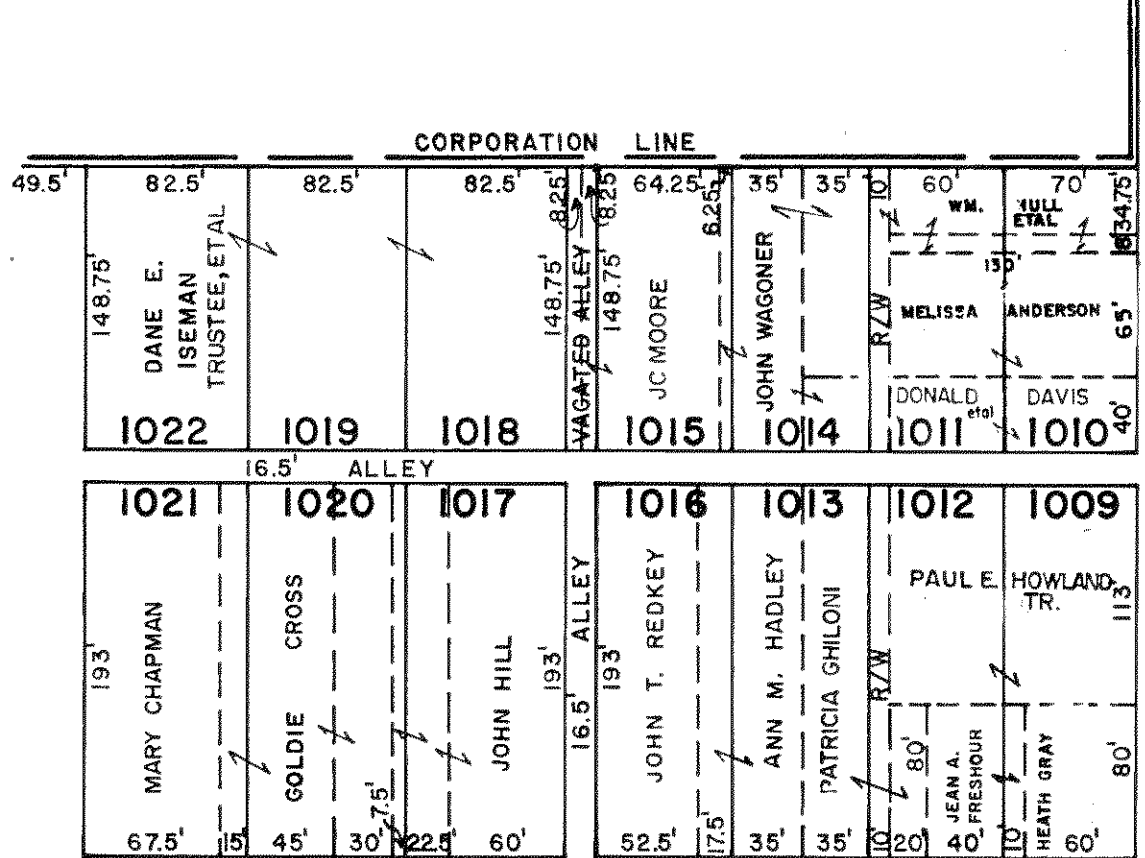 CORPORATION LINE
49.5' 82.5' 82.5' 82.5' 8.25' 8.25' 64.25' 6.25' 35' 35' 10' 60' 70' 34.75'
WM. HULL
ETAL
130'
148.75'
DANE E.
ISEMAN
TRUSTEE, ETAL
148.75'
VAGATED ALLEY
148.75'
JC MOORE
JOHN WAGONER
R/W
MELISSA ANDERSON
65'
DONALD DAVIS
etal
40'
1022 1019 1018 1015 1014 1011 1010
16.5' ALLEY
1021 1020 1017 1016 1013 1012 1009
193'
MARY CHAPMAN
GOLDIE CROSS
JOHN HILL
193'
16.5' ALLEY
193'
JOHN T. REDKEY
ANN M. HADLEY
PATRICIA GHILONI
R/W
PAUL E. HOWLAND
TR.
113'
80'
JEAN A.
FRESHOUR
HEATH GRAY
80'
7.5'
67.5' 15' 45' 30' 22.5' 60' 52.5' 17.5' 35' 35' 10' 20' 40' 10' 60'